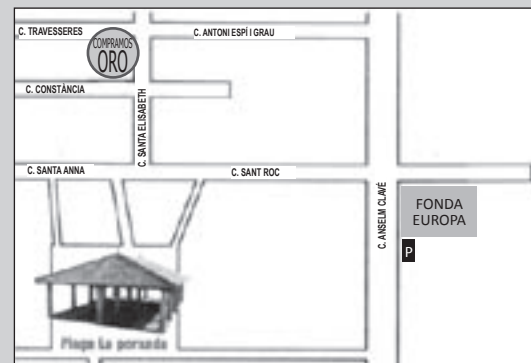 C. TRAVESSERES
C. ANTONI ESPÍ I GRAU
COMPRAMOS
ORO
C. CONSTÀNCIA
C. SANTA ELISABETH
C. SANTA ANNA
C. SANT ROC
C. ANSELM CLAVÉ
FONDA
EUROPA
P
Plaça La porxada